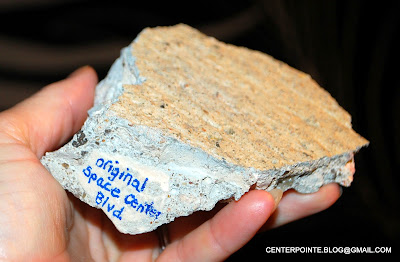 original
Space Center
Blvd
CENTERPOINTE.BLOG@GMAIL.COM